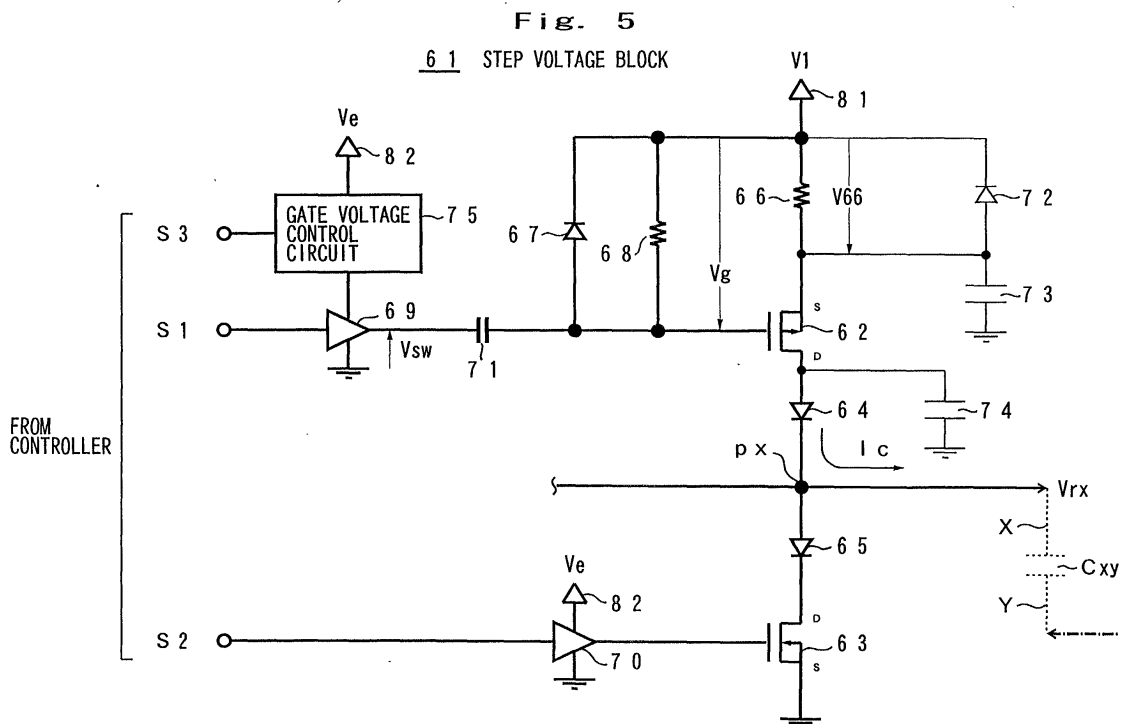 Fig. 5
61 STEP VOLTAGE BLOCK
V1
81
Ve
82
GATE VOLTAGE
CONTROL
CIRCUIT
75
S3
67
68
Vg
66
V66
72
73
S1
69
Vsw
71
S
62
D
64
74
FROM
CONTROLLER
px
Ic
Vrx
X
65
Cxy
Ve
82
Y
S2
70
D
63
S